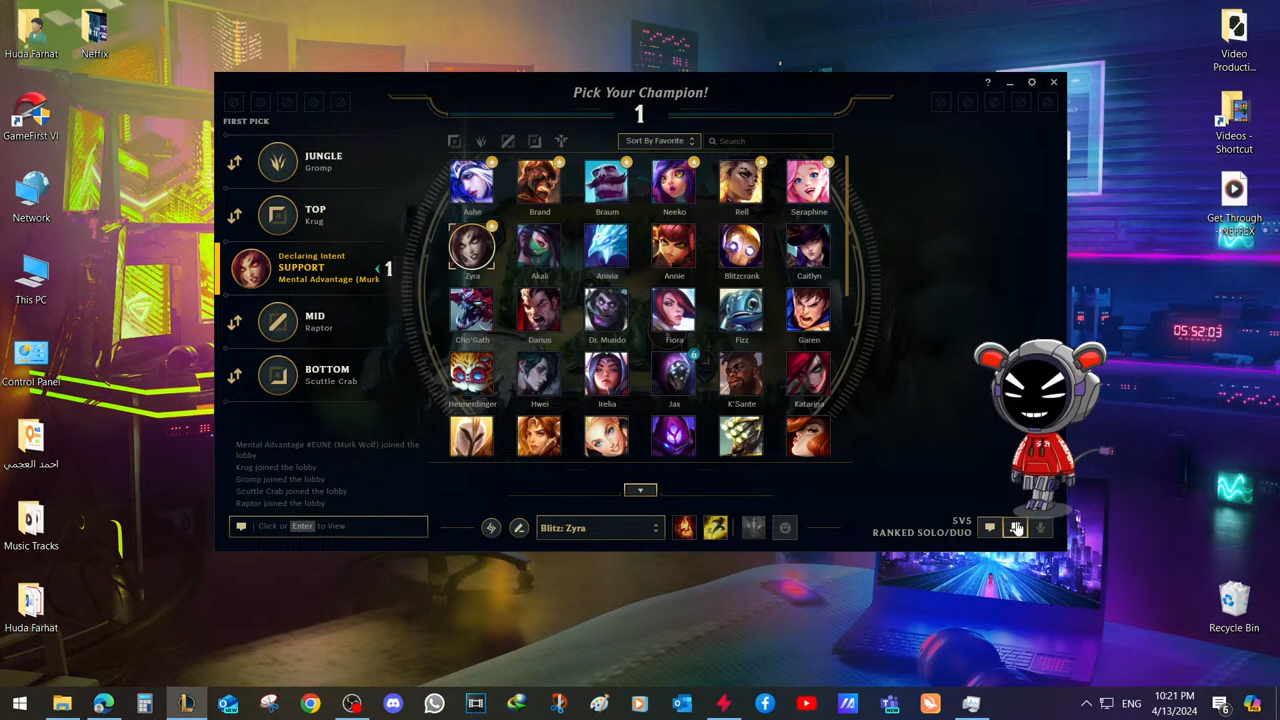 Huda Farhat
Neffix
GameFirst VI
Network
This PC
Control Panel
احمد العجمي
Music Tracks
Huda Farhat
Video
Producti...
Videos -
Shortcut
Get Through
- NEFFEX
Recycle Bin
05:52:03
?
Pick Your Champion!
1
FIRST PICK
Sort By Favorite
Search
JUNGLE
Gromp
TOP
Krug
Declaring Intent
SUPPORT
Mental Advantage (Murk
1
MID
Raptor
BOTTOM
Scuttle Crab
Ashe
Brand
Braum
Neeko
Rell
Seraphine
Zyra
Akali
Anivia
Annie
Blitzcrank
Caitlyn
Cho'Gath
Darius
Dr. Mundo
Fiora
Fizz
Garen
6
Heimerdinger
Hwei
Irelia
Jax
K'Sante
Katarina
Mental Advantage #EUNE (Murk Wolf) joined the
lobby
Krug joined the lobby
Gromp joined the lobby
Scuttle Crab joined the lobby
Raptor joined the lobby
Click or Enter to View
Blitz: Zyra
5V5
RANKED SOLO/DUO
ENG
10:21 PM
4/13/2024
6